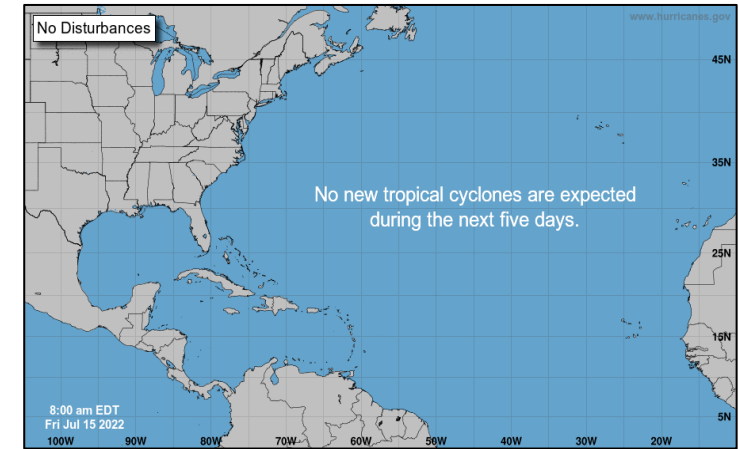 No Disturbances
www.hurricanes.gov
45N
35N
No new tropical cyclones are expected
during the next five days.
25N
15N
8:00 am EDT
Fri Jul 15 2022
5N
100W 90W 80W 70W 60W 50W 40W 30W 20W